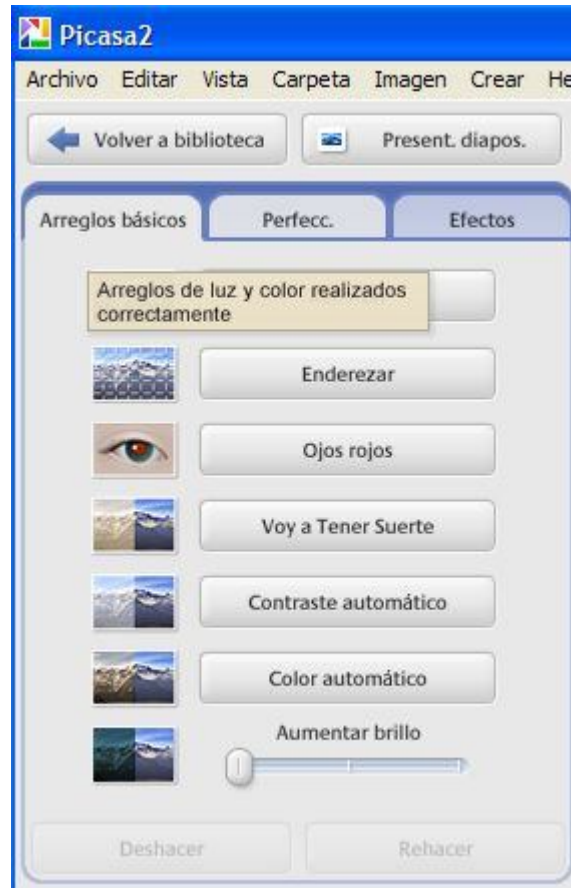 Picasa2
Archivo Editar Vista Carpeta Imagen Crear He
Volver a biblioteca Present. diapos.
Arreglos básicos Perfecc. Efectos
Arreglos de luz y color realizados
correctamente
Enderezar
Ojos rojos
Voy a Tener Suerte
Contraste automático
Color automático
Aumentar brillo
Deshacer Rehacer